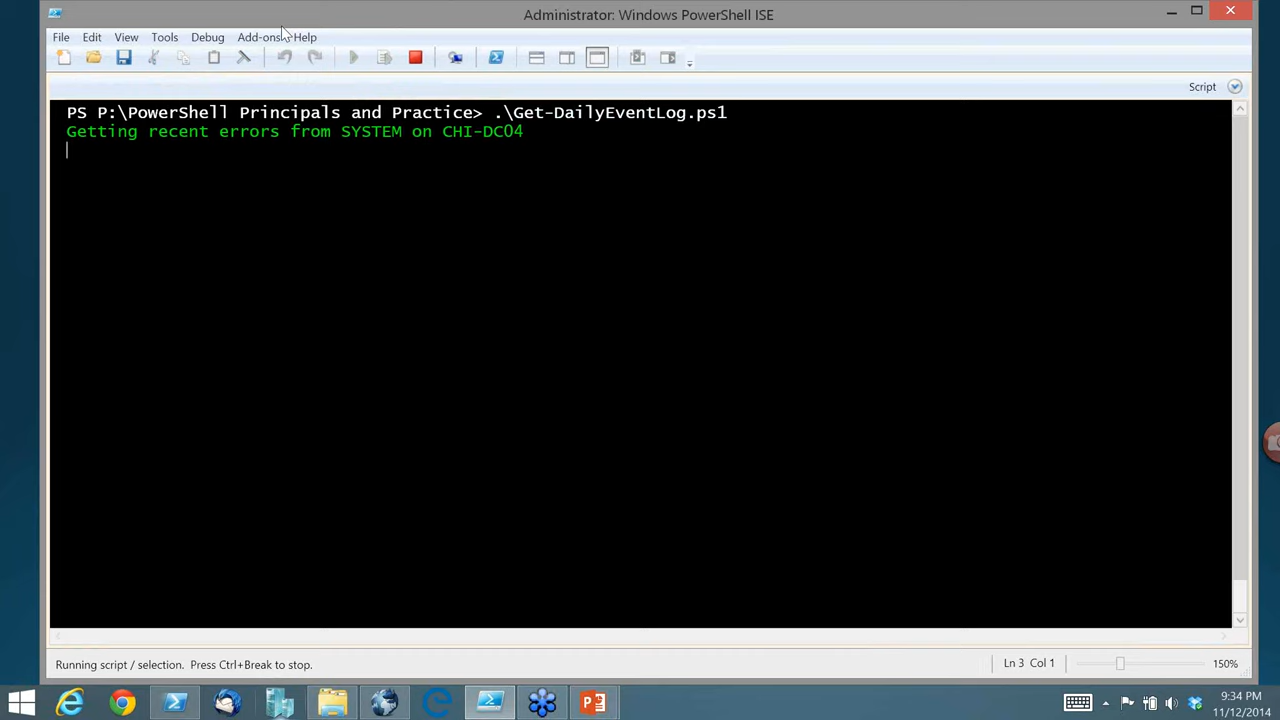 Administrator: Windows PowerShell ISE
File Edit View Tools Debug Add-ons Help
Script
PS P:\PowerShell Principals and Practice> .\Get-DailyEventLog.ps1
Getting recent errors from SYSTEM on CHI-DC04
Running script / selection. Press Ctrl+Break to stop.
Ln 3 Col 1
150%
9:34 PM
11/12/2014